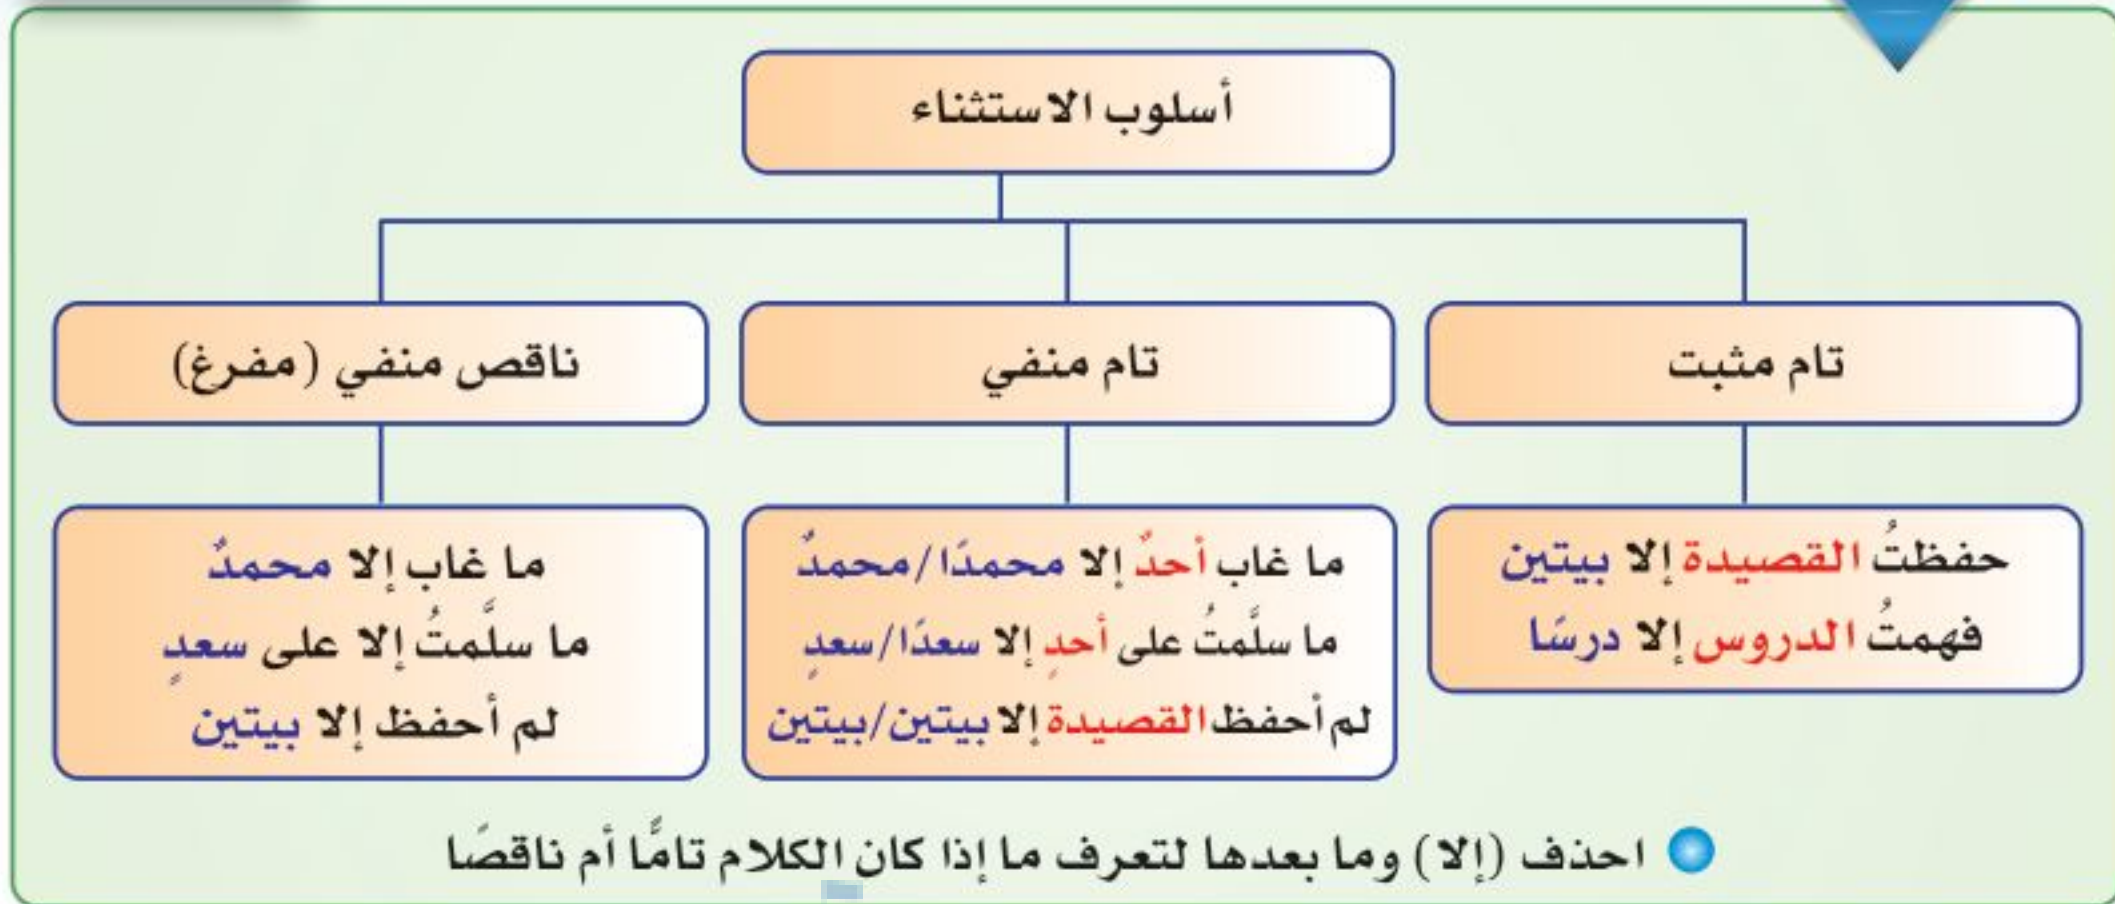 أسلوب الاستثناء
تام مثبت
تام منفي
ناقص منفي (مفرغ)
حفظتُ القصيدة إلا بيتين
فهمتُ الدروس إلا درسًا
ما غاب أحدٌ إلا محمدًا/محمدٌ
ما سلَّمتُ على أحدٍ إلا سعدًا/سعدٍ
لم أحفظ القصيدة إلا بيتين/بيتين
ما غاب إلا محمدٌ
ما سلَّمتُ إلا على سعدٍ
لم أحفظ إلا بيتين
احذف (إلا) وما بعدها لتعرف ما إذا كان الكلام تامًّا أم ناقصًا